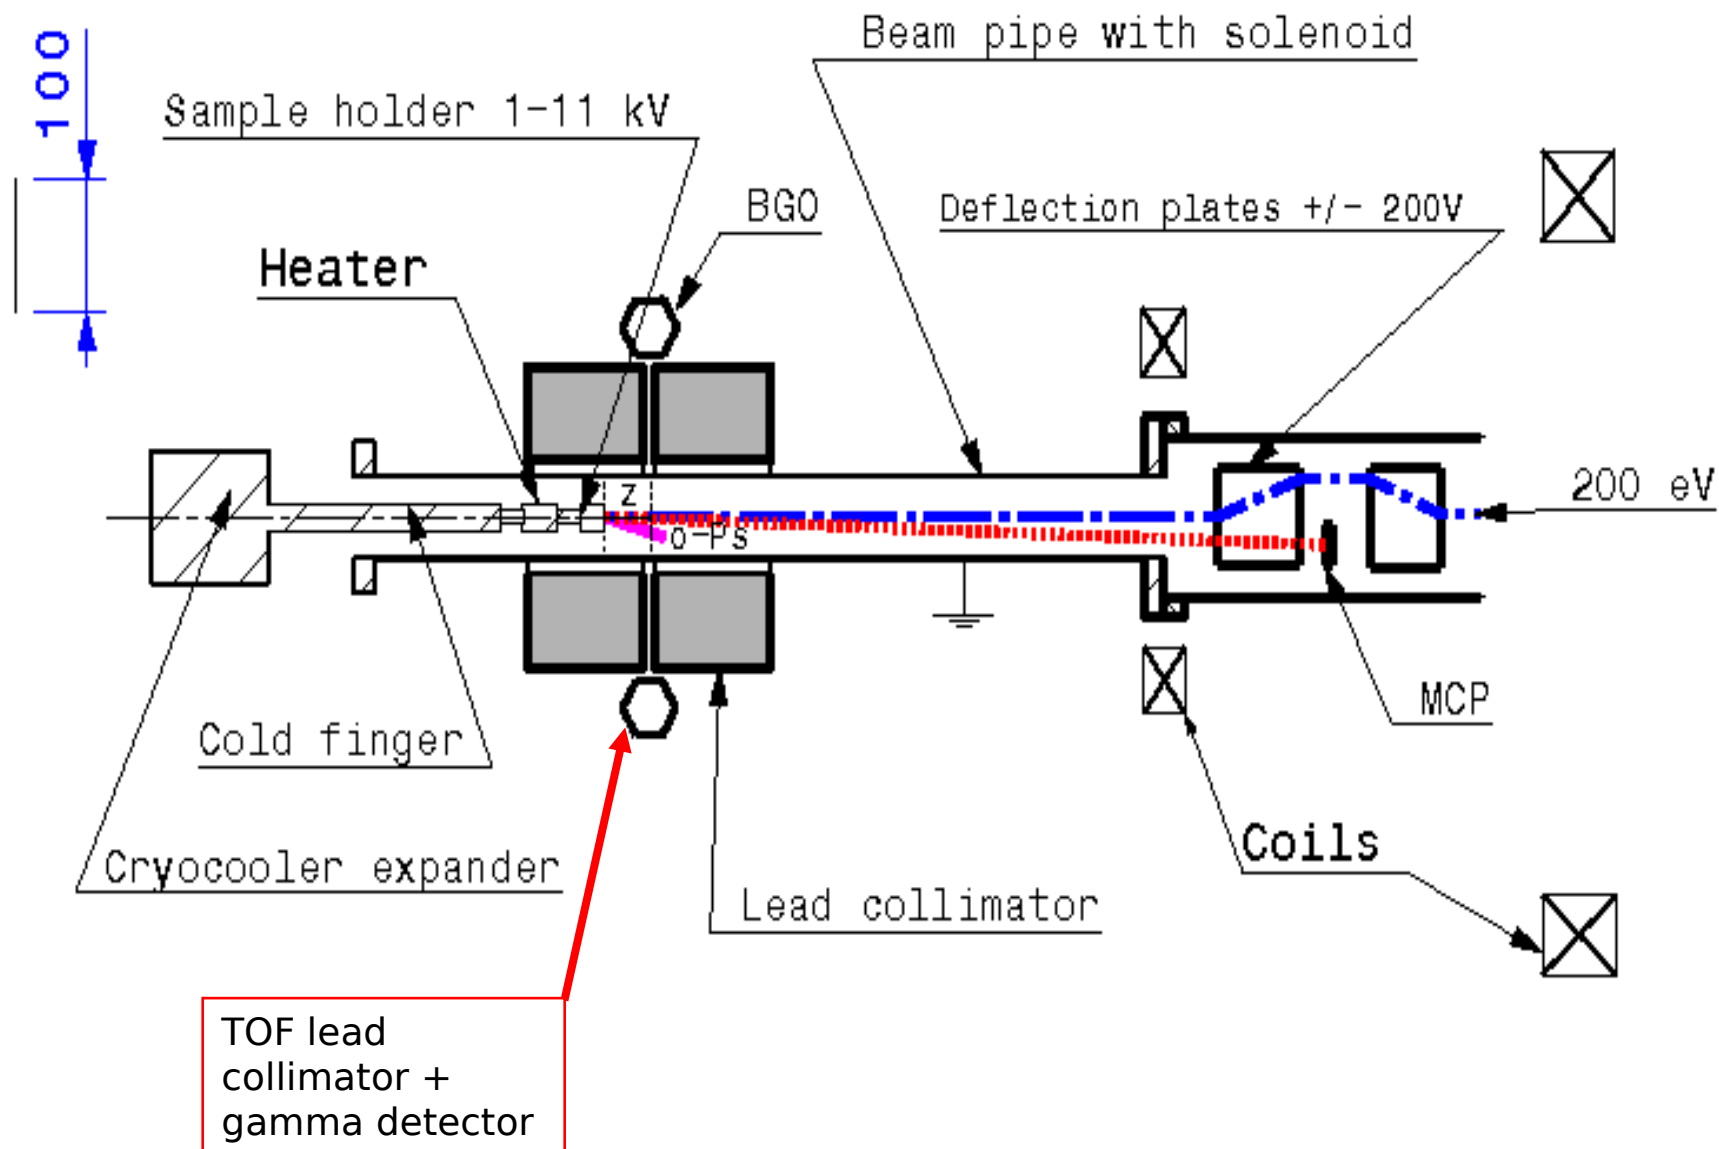 Beam pipe with solenoid
100
Sample holder 1-11 kV
BGO
Deflection plates +/- 200V
Heater
z
200 eV
o-Ps
MCP
Cold finger
Coils
Cryocooler expander
Lead collimator
TOF lead
collimator +
gamma detector